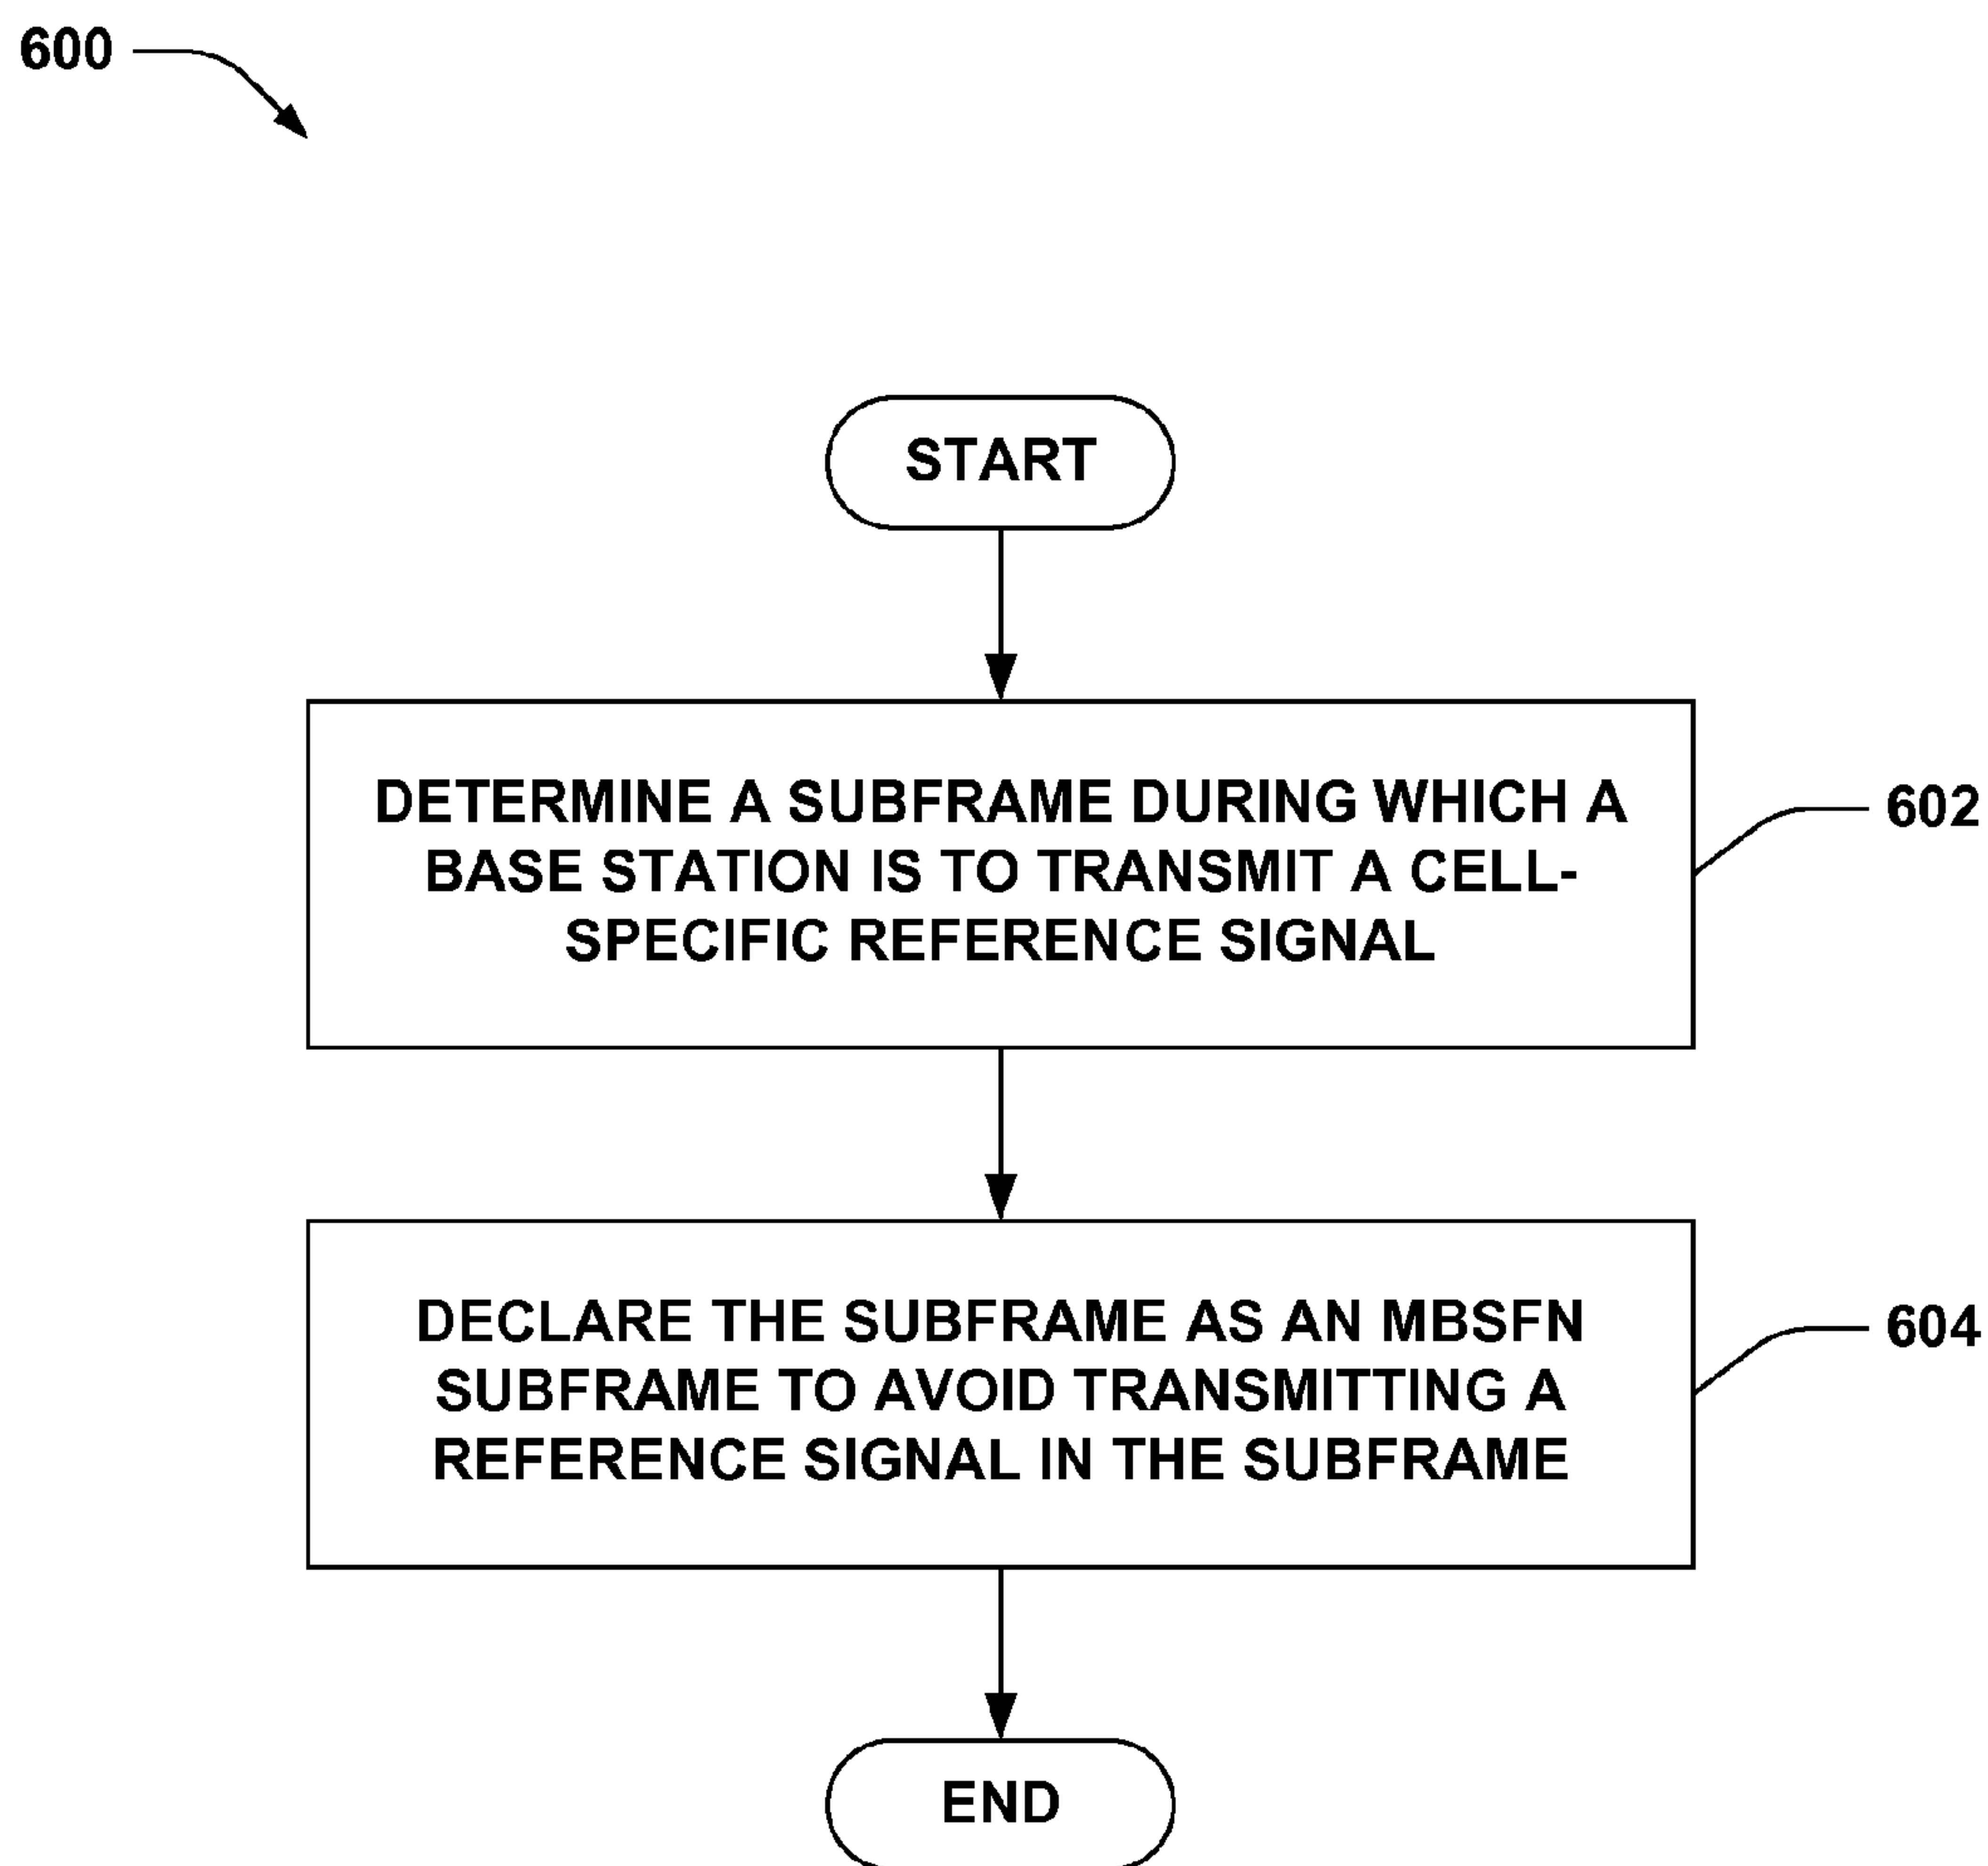 600
START
DETERMINE A SUBFRAME DURING WHICH A
BASE STATION IS TO TRANSMIT A CELL-
SPECIFIC REFERENCE SIGNAL
602
DECLARE THE SUBFRAME AS AN MBSFN
SUBFRAME TO AVOID TRANSMITTING A
REFERENCE SIGNAL IN THE SUBFRAME
604
END